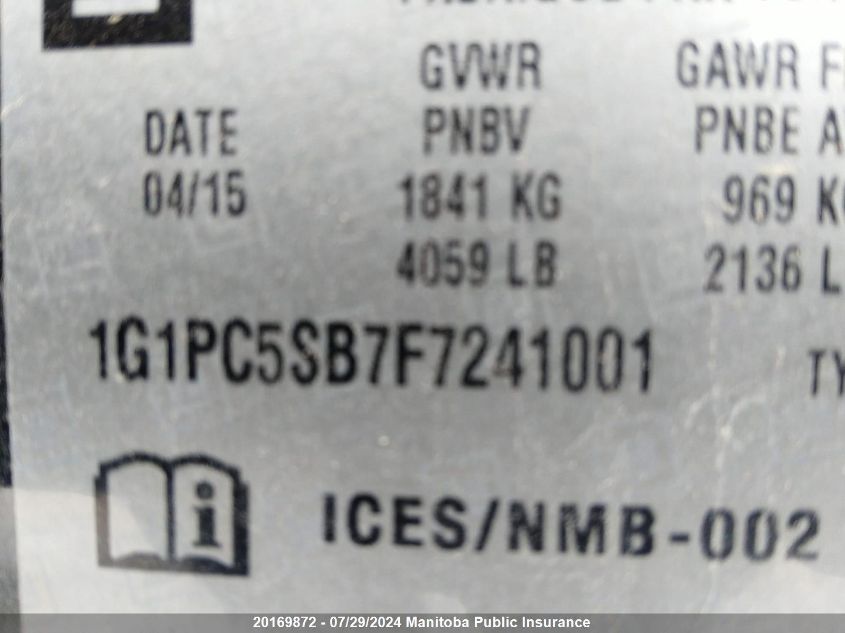 GVWR GAWR
DATE PNBV PNBE
04/15 1841 KG 969
4059 LB 2136
1G1PC5SB7F7241001
i ICES/NMB-002
20169872 / 07/29/2024 Manitoba Public Insurance